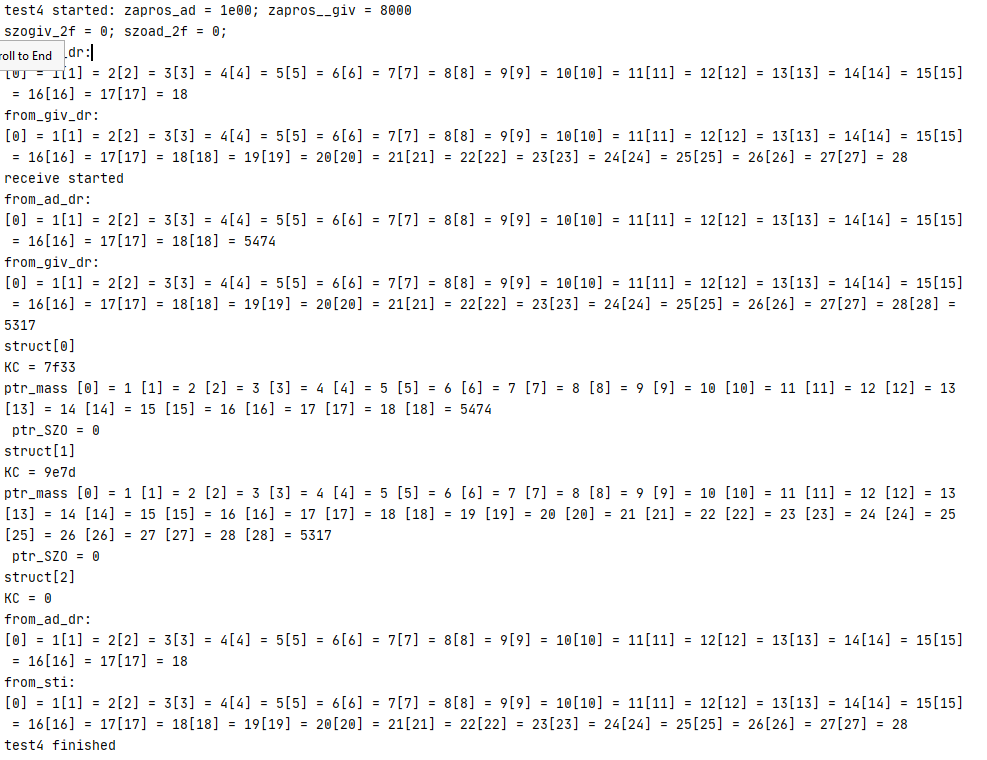 test4 started: zapros_ad = 1e00; zapros__giv = 8000
szogiv_2f = 0; szoad_2f = 0;
roll to End _dr:
[0] = 1[1] = 2[2] = 3[3] = 4[4] = 5[5] = 6[6] = 7[7] = 8[8] = 9[9] = 10[10] = 11[11] = 12[12] = 13[13] = 14[14] = 15[15]
= 16[16] = 17[17] = 18
from_giv_dr:
[0] = 1[1] = 2[2] = 3[3] = 4[4] = 5[5] = 6[6] = 7[7] = 8[8] = 9[9] = 10[10] = 11[11] = 12[12] = 13[13] = 14[14] = 15[15]
= 16[16] = 17[17] = 18[18] = 19[19] = 20[20] = 21[21] = 22[22] = 23[23] = 24[24] = 25[25] = 26[26] = 27[27] = 28
receive started
from_ad_dr:
[0] = 1[1] = 2[2] = 3[3] = 4[4] = 5[5] = 6[6] = 7[7] = 8[8] = 9[9] = 10[10] = 11[11] = 12[12] = 13[13] = 14[14] = 15[15]
= 16[16] = 17[17] = 18[18] = 5474
from_giv_dr:
[0] = 1[1] = 2[2] = 3[3] = 4[4] = 5[5] = 6[6] = 7[7] = 8[8] = 9[9] = 10[10] = 11[11] = 12[12] = 13[13] = 14[14] = 15[15]
= 16[16] = 17[17] = 18[18] = 19[19] = 20[20] = 21[21] = 22[22] = 23[23] = 24[24] = 25[25] = 26[26] = 27[27] = 28[28] =
5317
struct[0]
KC = 7f33
ptr_mass [0] = 1 [1] = 2 [2] = 3 [3] = 4 [4] = 5 [5] = 6 [6] = 7 [7] = 8 [8] = 9 [9] = 10 [10] = 11 [11] = 12 [12] = 13
[13] = 14 [14] = 15 [15] = 16 [16] = 17 [17] = 18 [18] = 5474
ptr_SZO = 0
struct[1]
KC = 9e7d
ptr_mass [0] = 1 [1] = 2 [2] = 3 [3] = 4 [4] = 5 [5] = 6 [6] = 7 [7] = 8 [8] = 9 [9] = 10 [10] = 11 [11] = 12 [12] = 13
[13] = 14 [14] = 15 [15] = 16 [16] = 17 [17] = 18 [18] = 19 [19] = 20 [20] = 21 [21] = 22 [22] = 23 [23] = 24 [24] = 25
[25] = 26 [26] = 27 [27] = 28 [28] = 5317
ptr_SZO = 0
struct[2]
KC = 0
from_ad_dr:
[0] = 1[1] = 2[2] = 3[3] = 4[4] = 5[5] = 6[6] = 7[7] = 8[8] = 9[9] = 10[10] = 11[11] = 12[12] = 13[13] = 14[14] = 15[15]
= 16[16] = 17[17] = 18
from_sti:
[0] = 1[1] = 2[2] = 3[3] = 4[4] = 5[5] = 6[6] = 7[7] = 8[8] = 9[9] = 10[10] = 11[11] = 12[12] = 13[13] = 14[14] = 15[15]
= 16[16] = 17[17] = 18[18] = 19[19] = 20[20] = 21[21] = 22[22] = 23[23] = 24[24] = 25[25] = 26[26] = 27[27] = 28
test4 finished